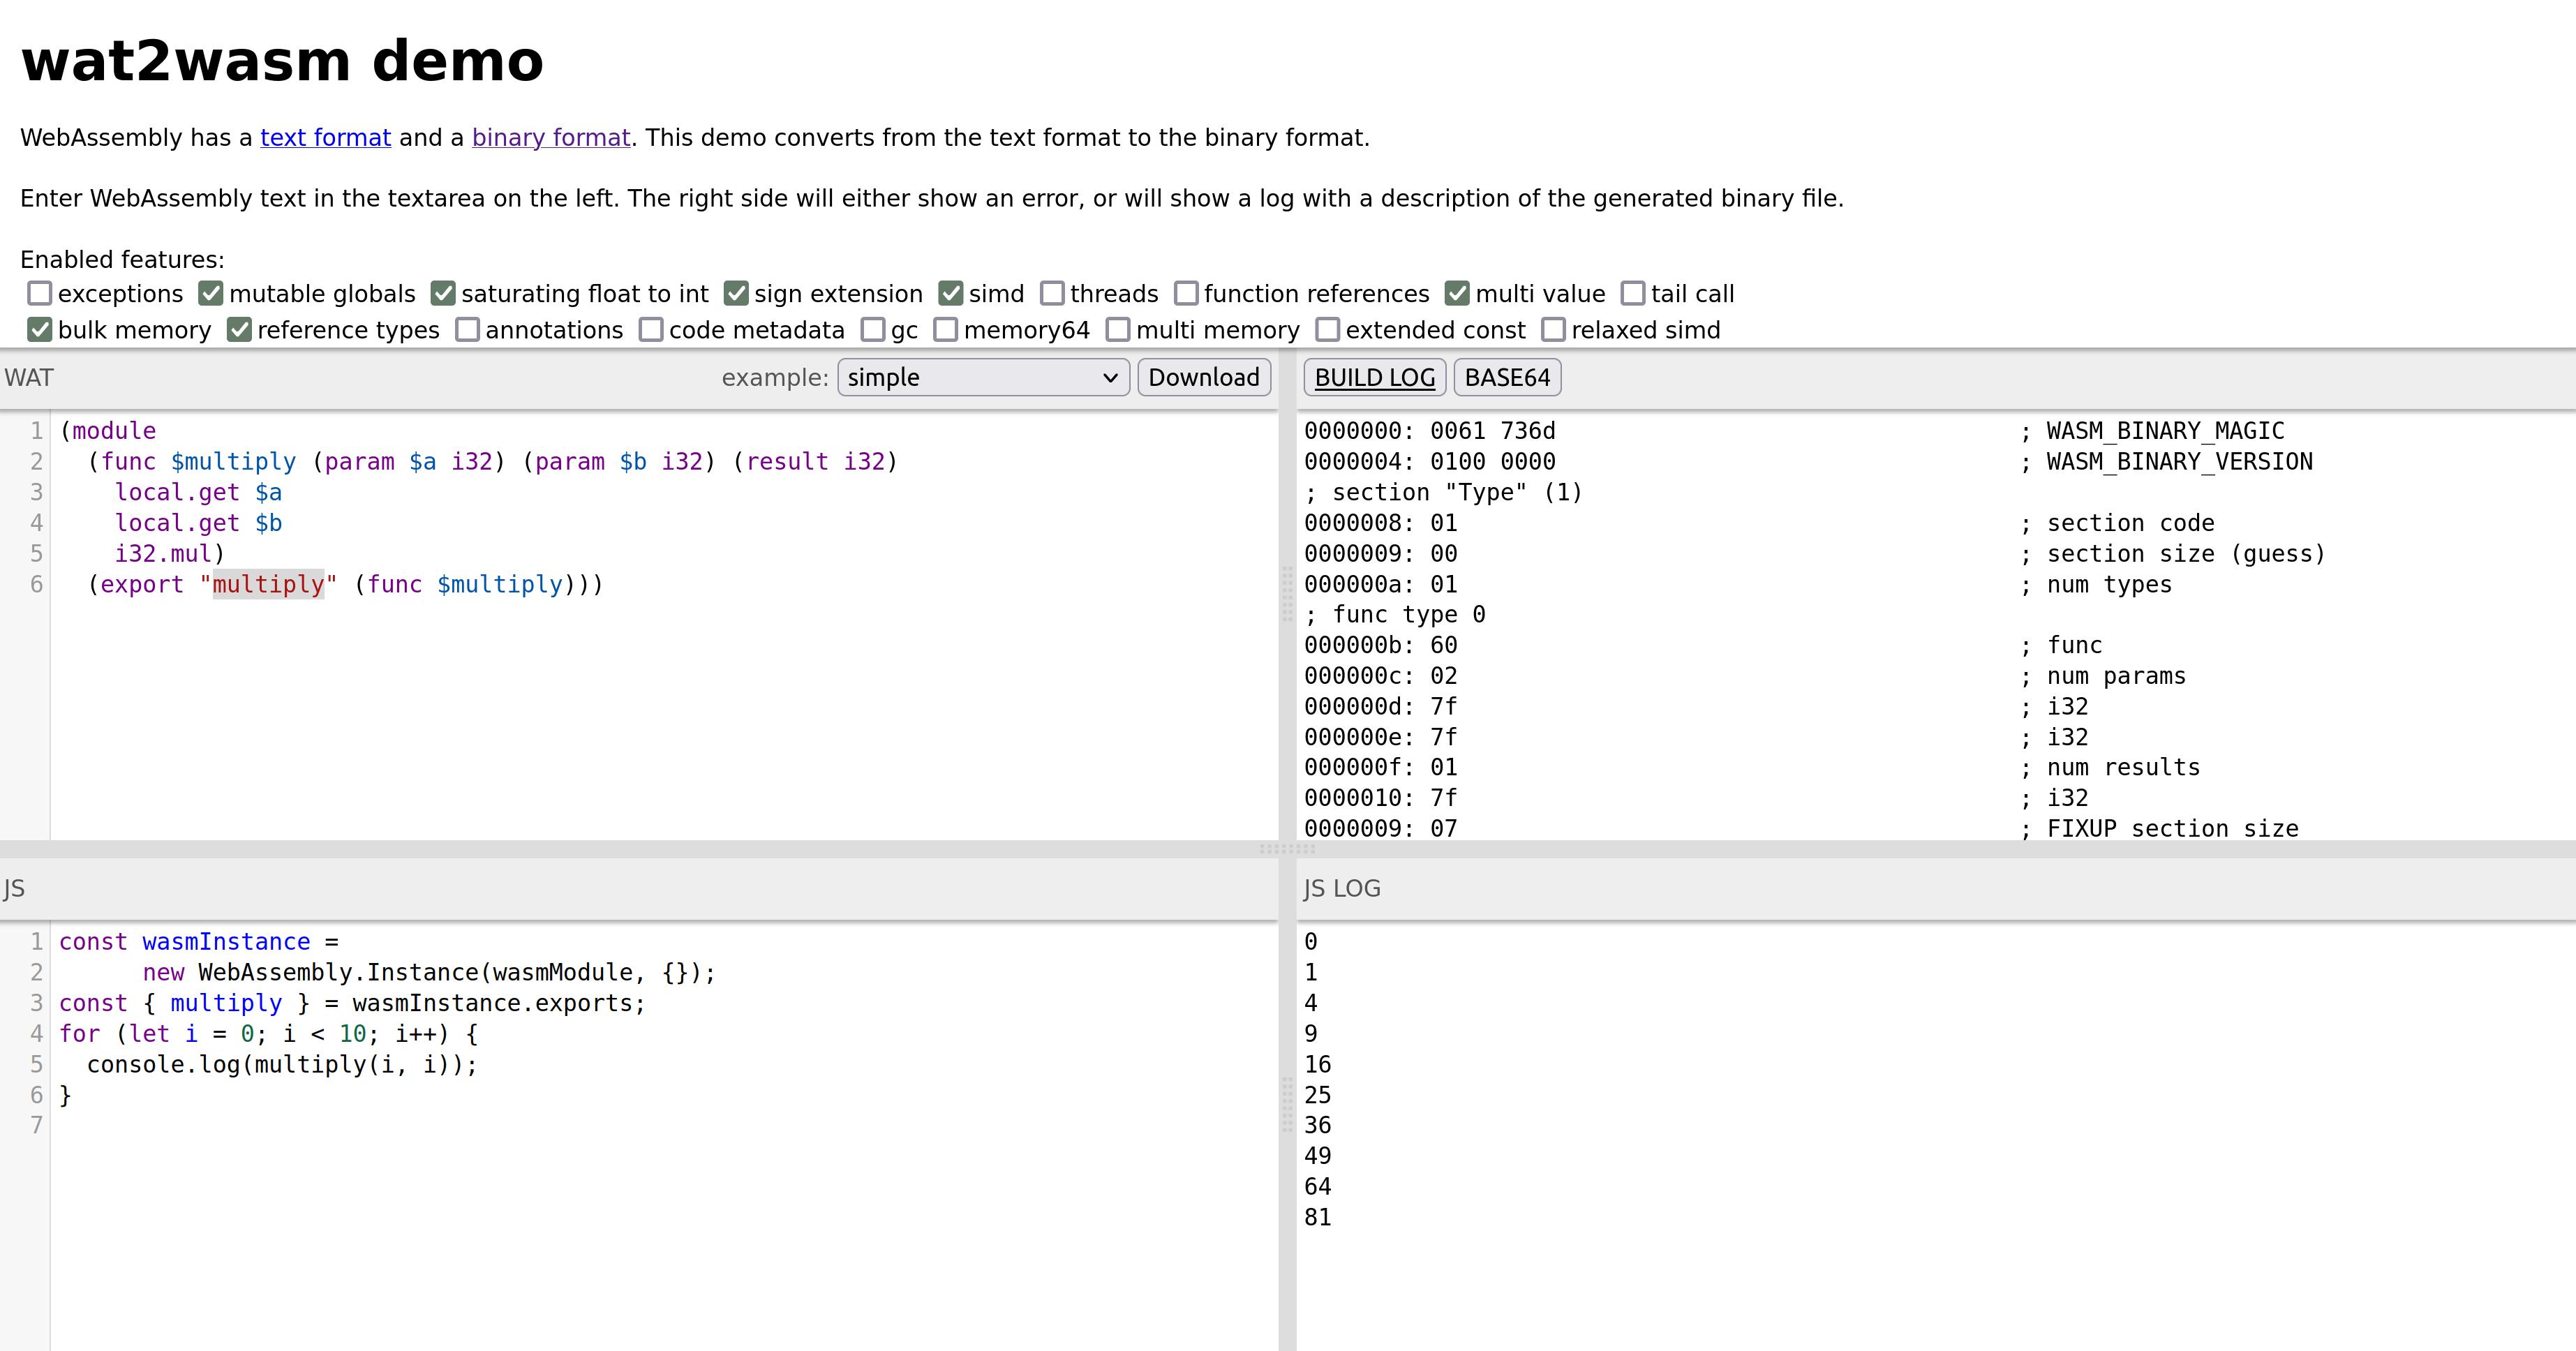 wat2wasm demo
WebAssembly has a text format and a binary format. This demo converts from the text format to the binary format.
Enter WebAssembly text in the textarea on the left. The right side will either show an error, or will show a log with a description of the generated binary file.
Enabled features:
exceptions mutable globals saturating float to int sign extension simd threads function references multi value tail call
bulk memory reference types annotations code metadata gc memory64 multi memory extended const relaxed simd
WAT example: simple Download
1 (module
2   (func $multiply (param $a i32) (param $b i32) (result i32)
3     local.get $a
4     local.get $b
5     i32.mul)
6   (export "multiply" (func $multiply)))
BUILD LOG BASE64
0000000: 0061 736d ; WASM_BINARY_MAGIC
0000004: 0100 0000 ; WASM_BINARY_VERSION
; section "Type" (1)
0000008: 01 ; section code
0000009: 00 ; section size (guess)
000000a: 01 ; num types
; func type 0
000000b: 60 ; func
000000c: 02 ; num params
000000d: 7f ; i32
000000e: 7f ; i32
000000f: 01 ; num results
0000010: 7f ; i32
0000009: 07 ; FIXUP section size
JS
1 const wasmInstance =
2       new WebAssembly.Instance(wasmModule, {});
3 const { multiply } = wasmInstance.exports;
4 for (let i = 0; i < 10; i++) {
5   console.log(multiply(i, i));
6 }
7
JS LOG
0
1
4
9
16
25
36
49
64
81